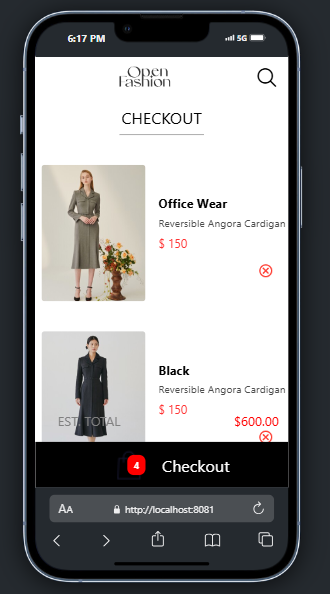 6:17 PM
5G
Open
Fashion
CHECKOUT
Office Wear
Reversible Angora Cardigan
$ 150
Black
Reversible Angora Cardigan
$ 150
EST. TOTAL
$600.00
4
Checkout
AA
http://localhost:8081